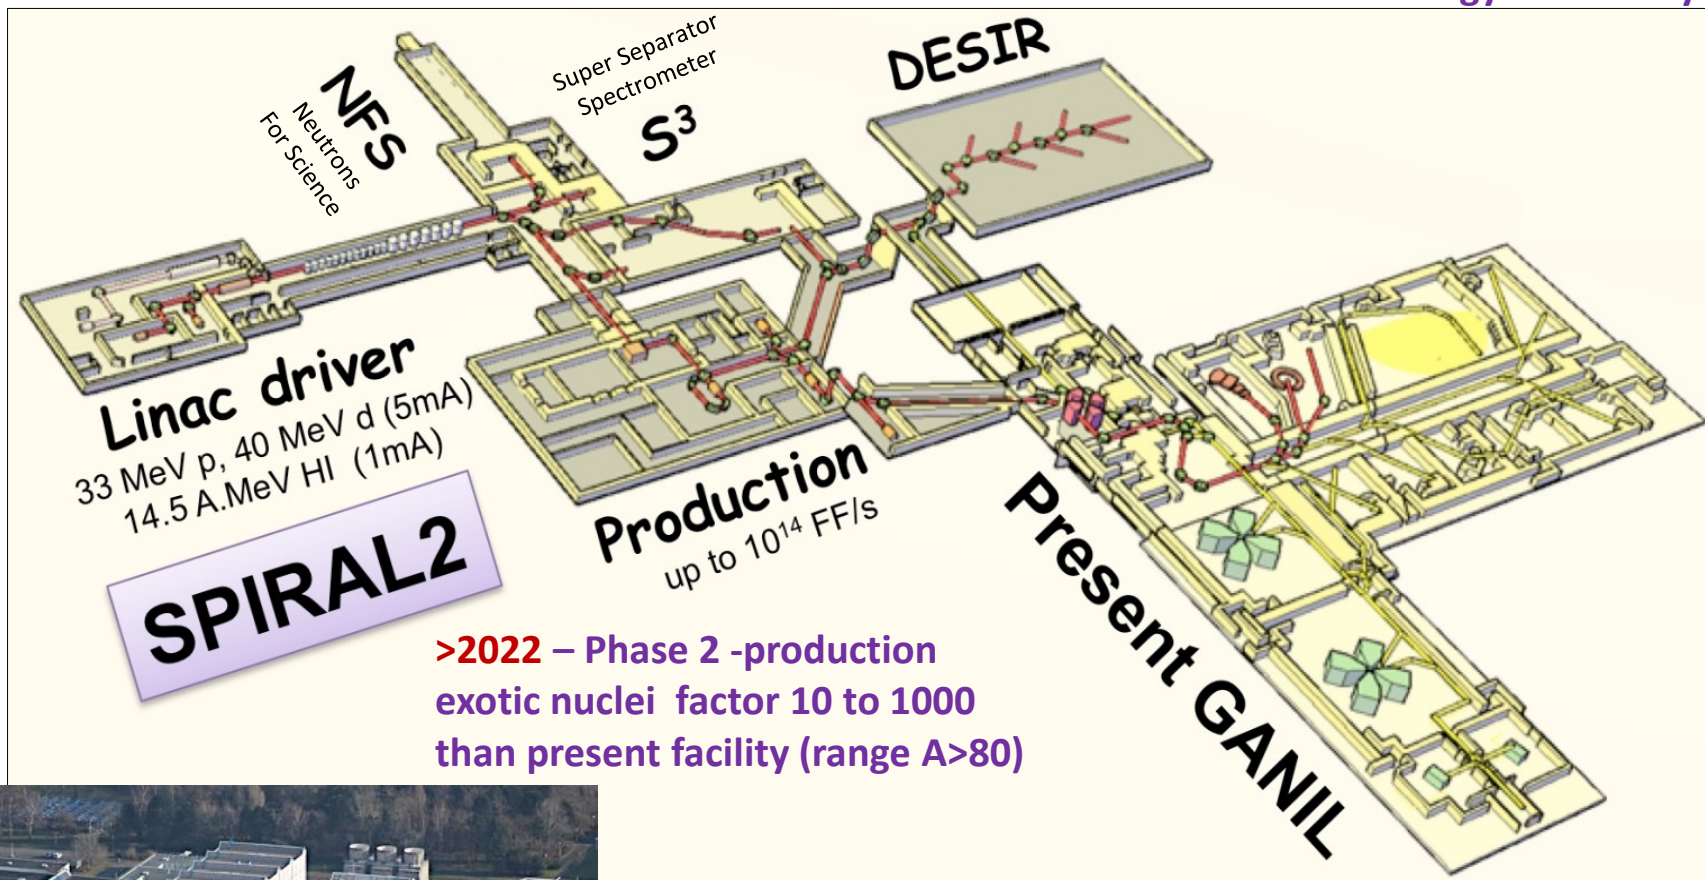 NFS
Neutrons
For Science
Super Separator
Spectrometer
S³
DESIR
Linac driver
33 MeV p, 40 MeV d (5mA)
14.5 A.MeV HI (1mA)
SPIRAL2
Production
up to 10¹⁴ FF/s
Present GANIL
>2022 – Phase 2 -production
exotic nuclei factor 10 to 1000
than present facility (range A>80)